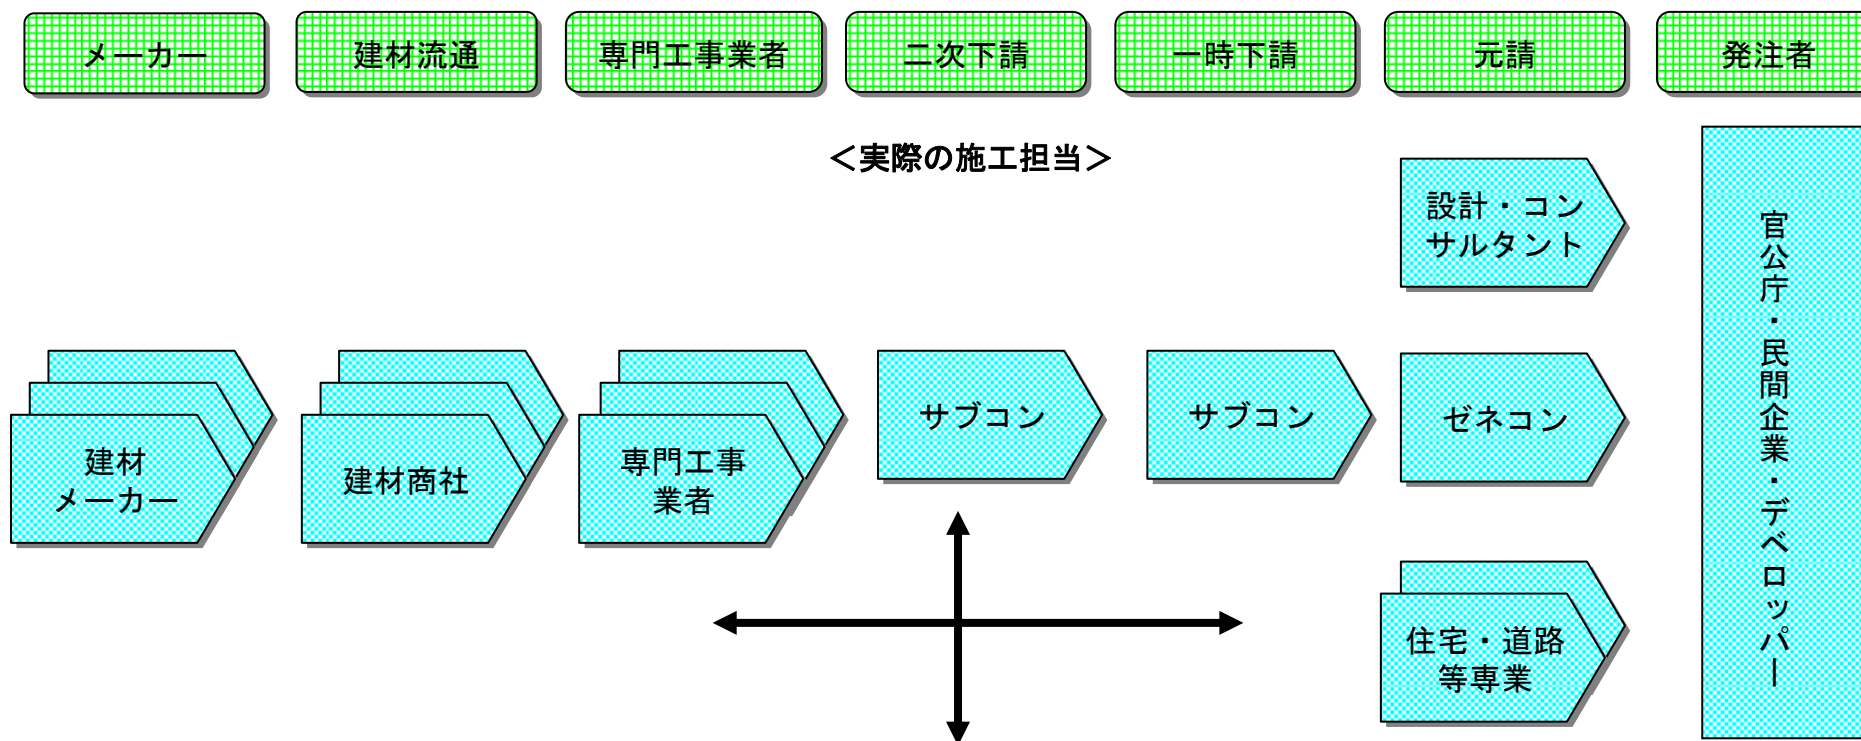 メーカー
建材流通
専門工事業者
二次下請
一時下請
元請
発注者
＜実際の施工担当＞
設計・コン
サルタント
建材
メーカー
建材商社
専門工事
業者
サブコン
サブコン
ゼネコン
住宅・道路
等専業
官公庁・民間企業・デベロッパー